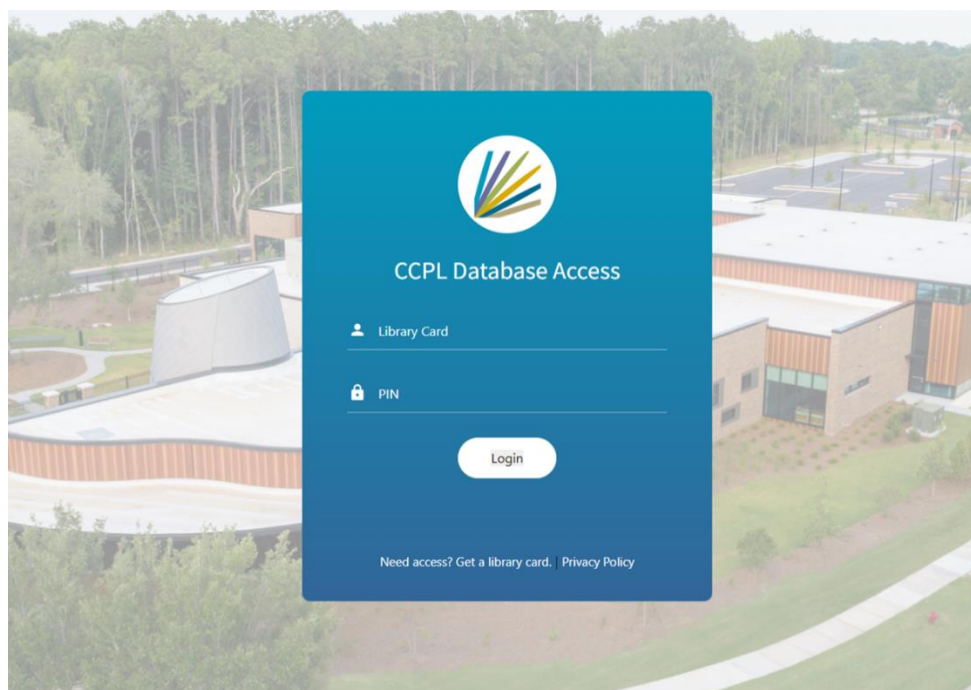 CCPL Database Access
Library Card
PIN
Login
Need access? Get a library card. | Privacy Policy